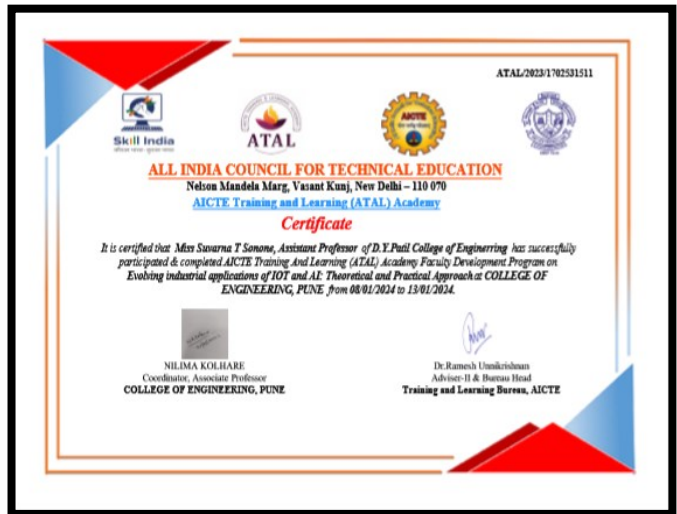 ATAL/2023/1702531511
Skill India
ATAL
AICTE
ALL INDIA COUNCIL FOR TECHNICAL EDUCATION
Nelson Mandela Marg, Vasant Kunj, New Delhi – 110 070
AICTE Training and Learning (ATAL) Academy
Certificate
It is certified that Miss Suvarna T Sonone, Assistant Professor of D.Y.Patil College of Enginerring has successfully
participated & completed AICTE Training And Learning (ATAL) Academy Faculty Development Program on
Evolving industrial applications of IOT and AI: Theoretical and Practical Approach at COLLEGE OF
ENGINEERING, PUNE from 08/01/2024 to 13/01/2024.
NILIMA KOLHARE
Coordinator, Associate Professor
COLLEGE OF ENGINEERING, PUNE
Dr.Ramesh Unnikrishnan
Adviser-II & Bureau Head
Training and Learning Bureau, AICTE